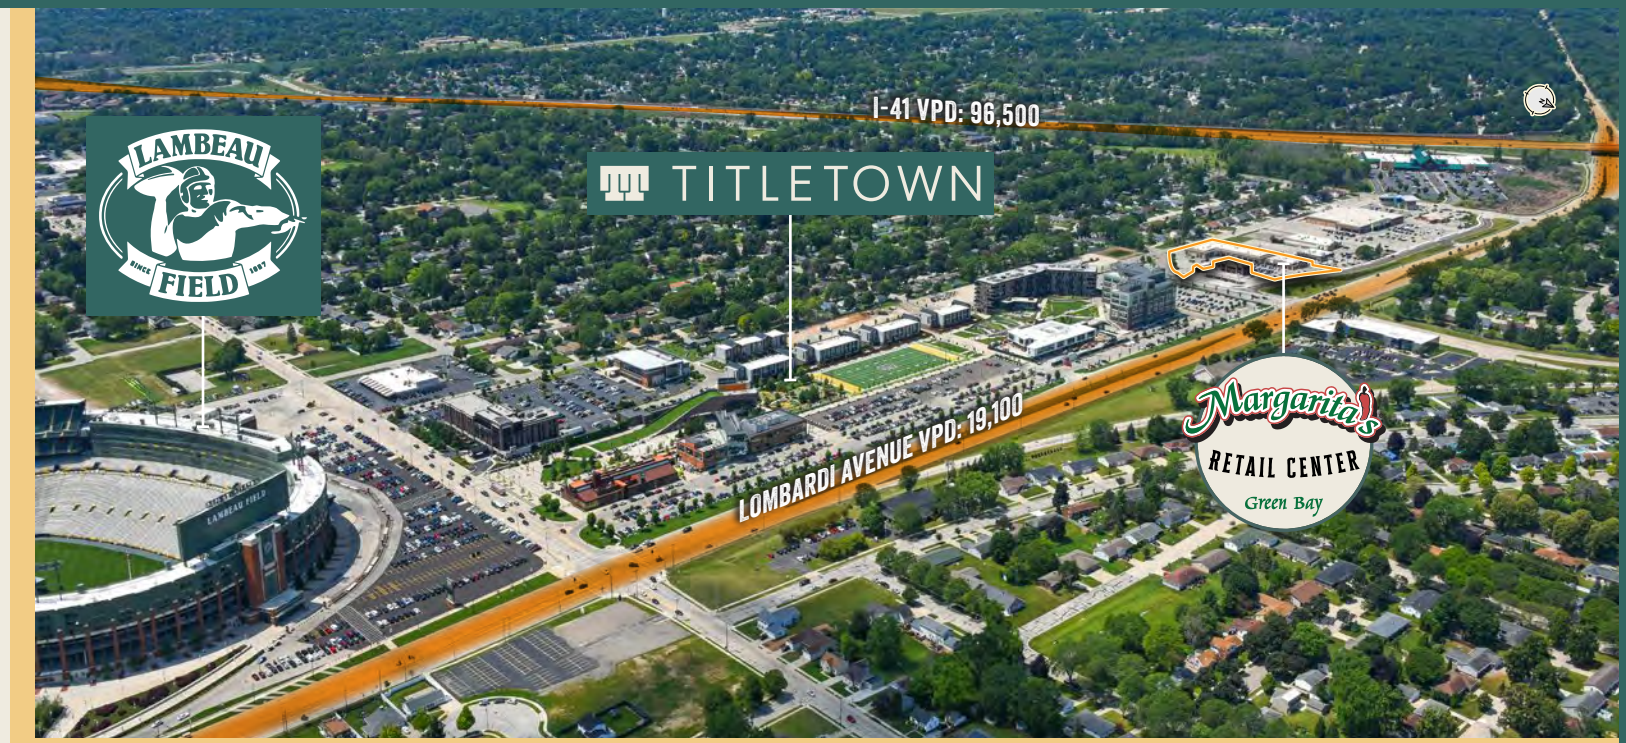 I-41 VPD: 96,500
LAMBEAU
SINCE 1957
FIELD
TITLETOWN
LOMBARDI AVENUE VPD: 19,100
Margarita's
RETAIL CENTER
Green Bay
LAMBEAU FIELD